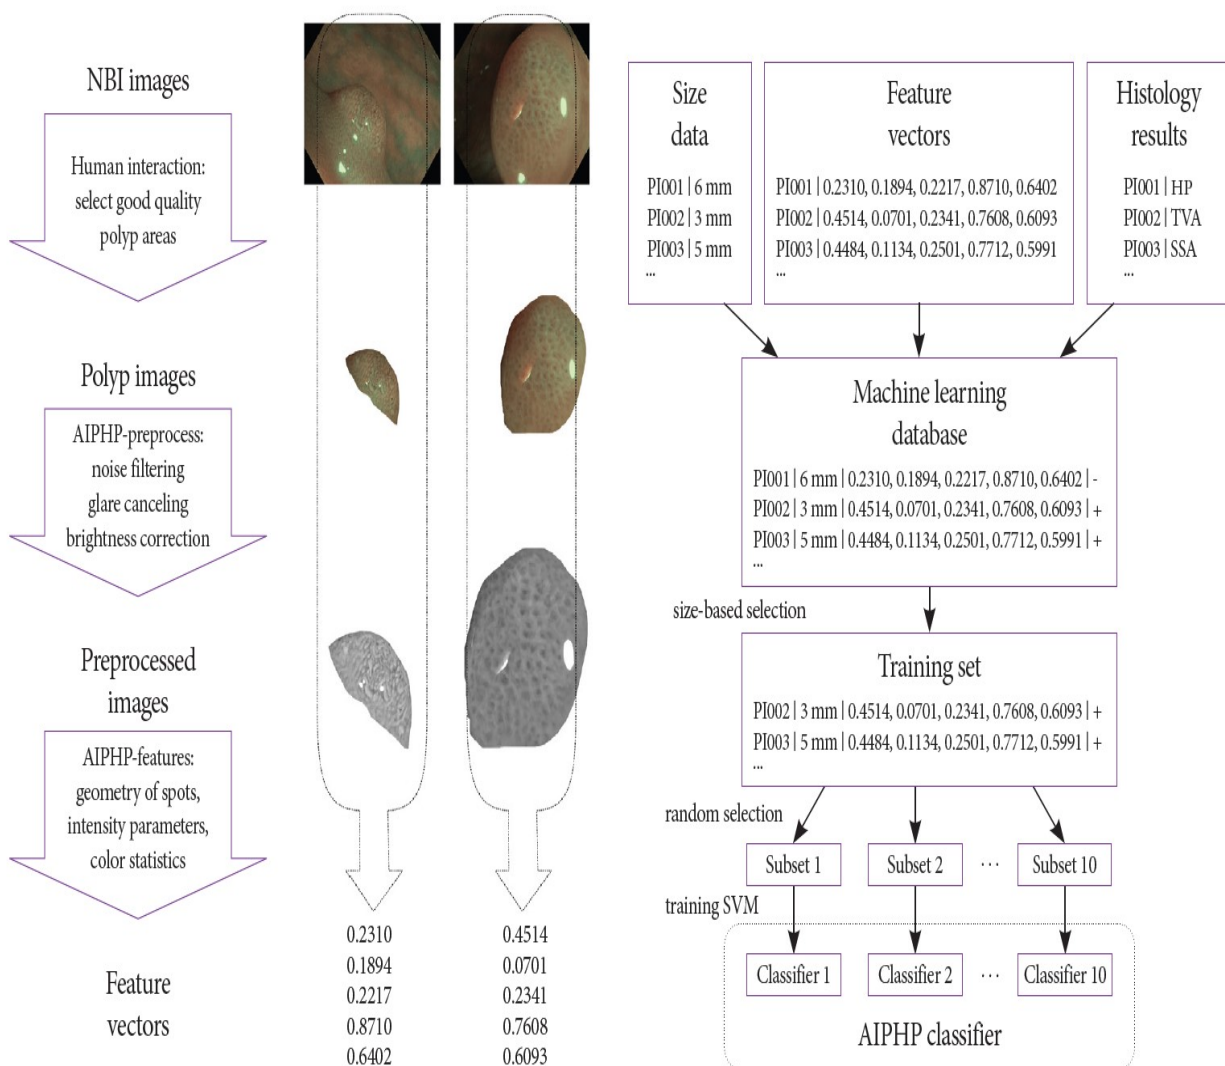 NBI images
Human interaction:
select good quality
polyp areas
Polyp images
AIPHP-preprocess:
noise filtering
glare canceling
brightness correction
Preprocessed
images
AIPHP-features:
geometry of spots,
intensity parameters,
color statistics
Feature
vectors
0.2310
0.1894
0.2217
0.8710
0.6402
0.4514
0.0701
0.2341
0.7608
0.6093
Size
data
PI001 | 6 mm
PI002 | 3 mm
PI003 | 5 mm
...
Feature
vectors
PI001 | 0.2310, 0.1894, 0.2217, 0.8710, 0.6402
PI002 | 0.4514, 0.0701, 0.2341, 0.7608, 0.6093
PI003 | 0.4484, 0.1134, 0.2501, 0.7712, 0.5991
...
Histology
results
PI001 | HP
PI002 | TVA
PI003 | SSA
...
Machine learning
database
PI001 | 6 mm | 0.2310, 0.1894, 0.2217, 0.8710, 0.6402 | -
PI002 | 3 mm | 0.4514, 0.0701, 0.2341, 0.7608, 0.6093 | +
PI003 | 5 mm | 0.4484, 0.1134, 0.2501, 0.7712, 0.5991 | +
...
size-based selection
Training set
PI002 | 3 mm | 0.4514, 0.0701, 0.2341, 0.7608, 0.6093 | +
PI003 | 5 mm | 0.4484, 0.1134, 0.2501, 0.7712, 0.5991 | +
...
random selection
Subset 1
Subset 2
...
Subset 10
training SVM
Classifier 1
Classifier 2
...
Classifier 10
AIPHP classifier